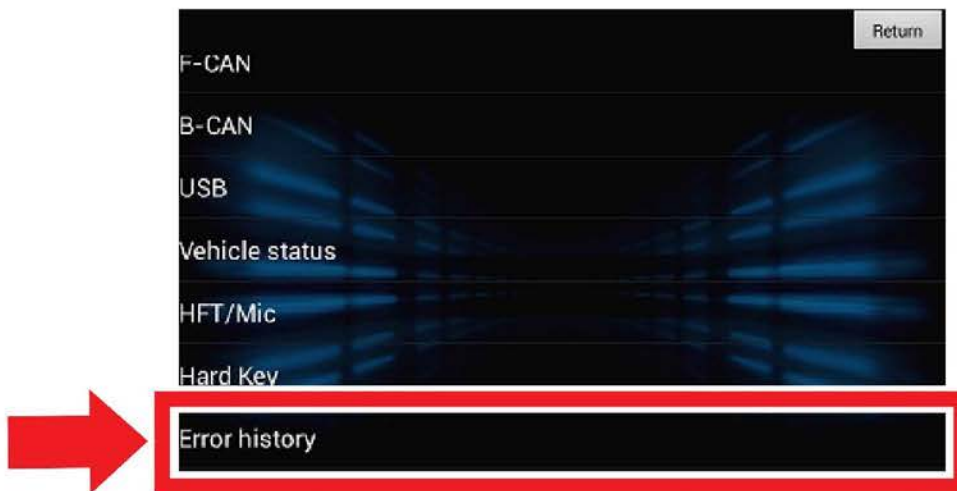 Return
F-CAN
B-CAN
USB
Vehicle status
HFT/Mic
Hard Key
Error history